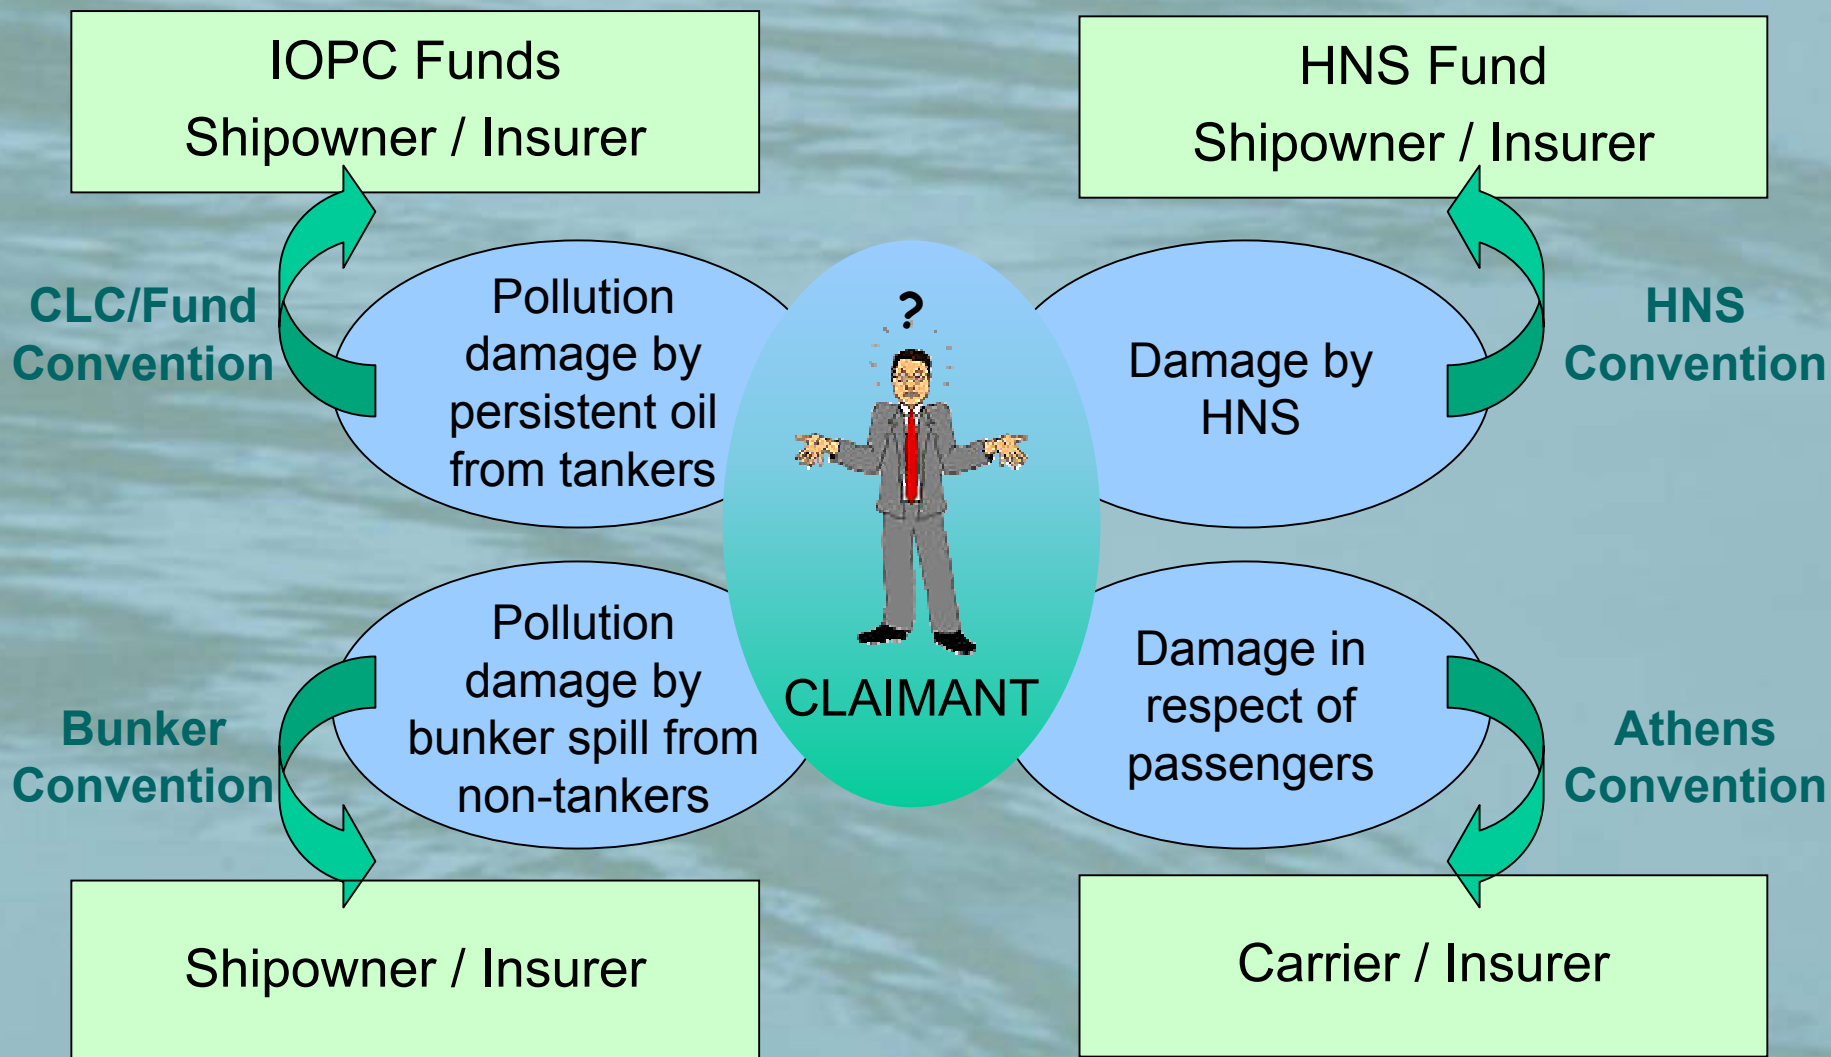 IOPC Funds
Shipowner / Insurer
HNS Fund
Shipowner / Insurer
CLC/Fund
Convention
Pollution
damage by
persistent oil
from tankers
?
Damage by
HNS
HNS
Convention
Bunker
Convention
Pollution
damage by
bunker spill from
non-tankers
CLAIMANT
Damage in
respect of
passengers
Athens
Convention
Shipowner / Insurer
Carrier / Insurer